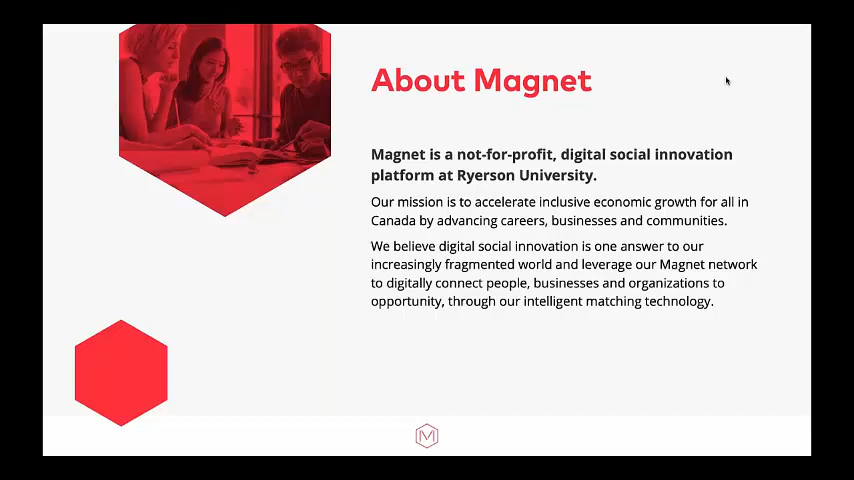 About Magnet
Magnet is a not-for-profit, digital social innovation
platform at Ryerson University.
Our mission is to accelerate inclusive economic growth for all in
Canada by advancing careers, businesses and communities.
We believe digital social innovation is one answer to our
increasingly fragmented world and leverage our Magnet network
to digitally connect people, businesses and organizations to
opportunity, through our intelligent matching technology.
M